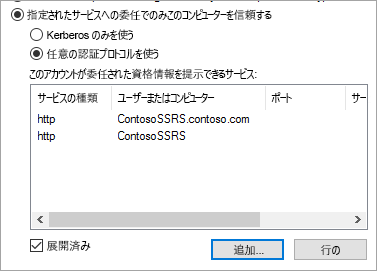 指定されたサービスへの委任でのみこのコンピューターを信頼する
Kerberos のみを使う
任意の認証プロトコルを使う
このアカウントが委任された資格情報を提示できるサービス:
サービスの種類 ユーザーまたはコンピューター ポート サー
http ContosoSSRS.contoso.com
http ContosoSSRS
展開済み 追加... 行の